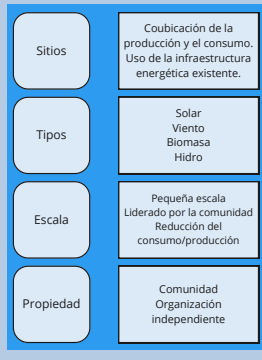 Sitios
Coubicación de la
producción y el consumo.
Uso de la infraestructura
energética existente.
Tipos
Solar
Viento
Biomasa
Hidro
Escala
Pequeña escala
Liderado por la comunidad
Reducción del
consumo/producción
Propiedad
Comunidad
Organización
independiente